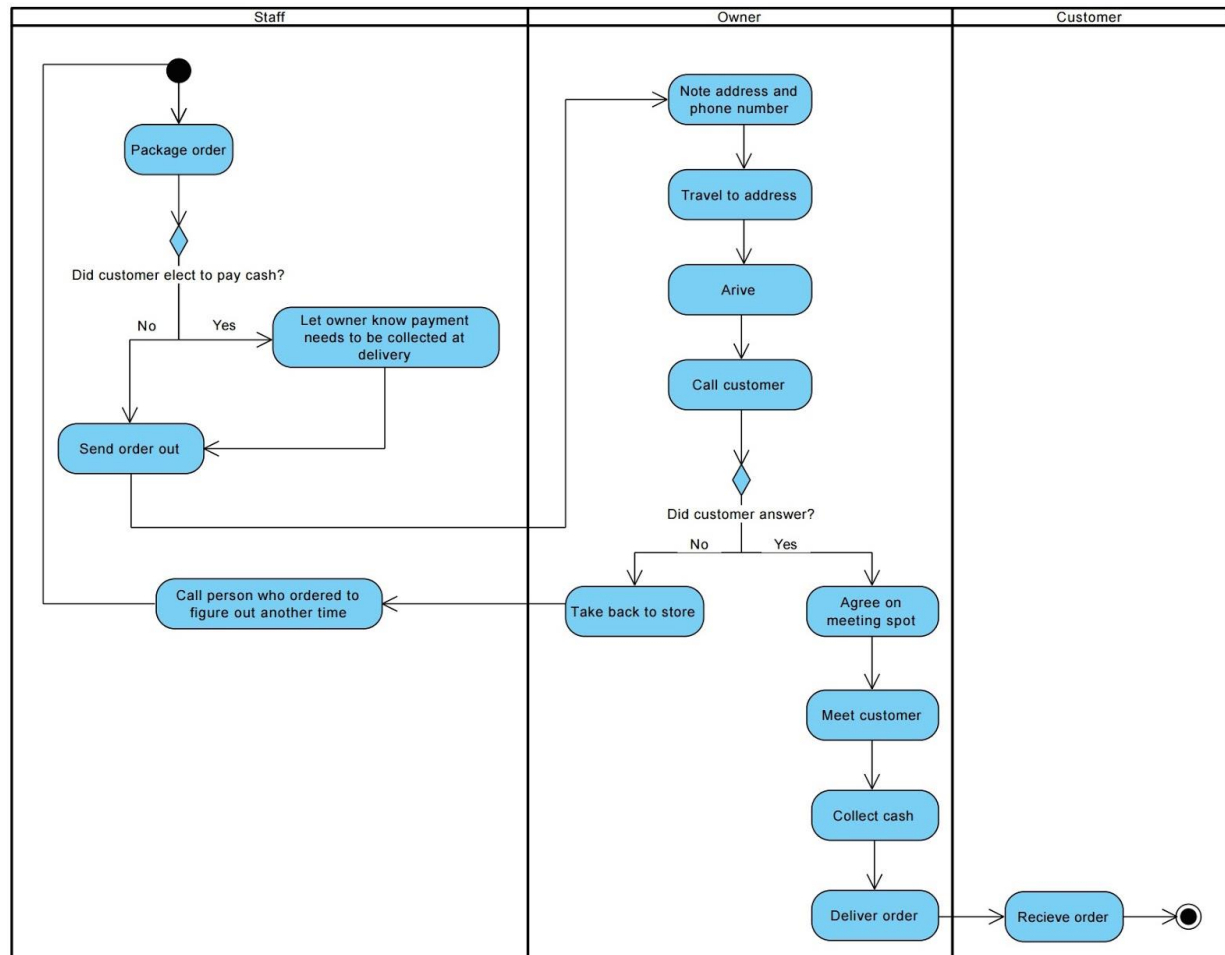 Staff
Owner
Customer
Package order
Did customer elect to pay cash?
No
Yes
Let owner know payment
needs to be collected at
delivery
Send order out
Note address and
phone number
Travel to address
Arive
Call customer
Did customer answer?
No
Yes
Call person who ordered to
figure out another time
Take back to store
Agree on
meeting spot
Meet customer
Collect cash
Deliver order
Recieve order